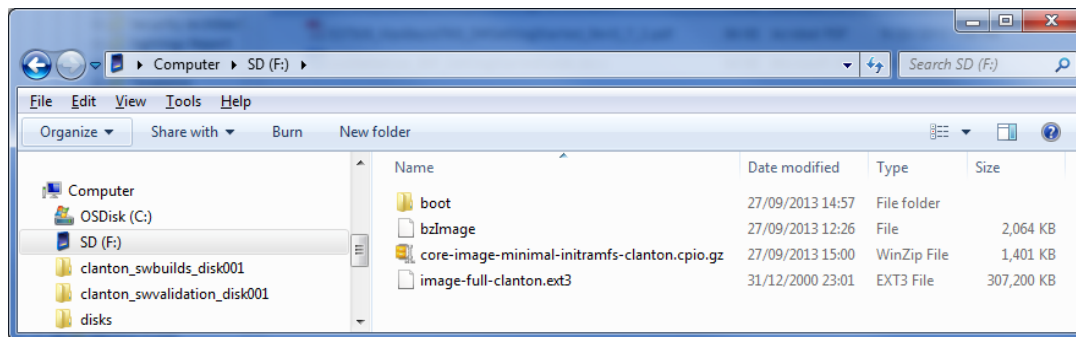 Computer SD (F:) Search SD (F:)
File Edit View Tools Help
Organize Share with Burn New folder
Name Date modified Type Size
Computer
OSDisk (C:)
SD (F:)
clanton_swbuilds_disk001
clanton_swvalidation_disk001
disks
boot 27/09/2013 14:57 File folder
bzImage 27/09/2013 12:26 File 2,064 KB
core-image-minimal-initramfs-clanton.cpio.gz 27/09/2013 15:00 WinZip File 1,401 KB
image-full-clanton.ext3 31/12/2000 23:01 EXT3 File 307,200 KB